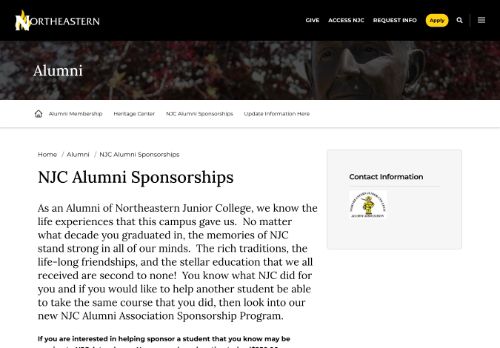 NORTHEASTERN
GIVE ACCESS NJC REQUEST INFO Apply
Alumni
Alumni Membership Heritage Center NJC Alumni Sponsorships Update Information Here
Home / Alumni / NJC Alumni Sponsorships
NJC Alumni Sponsorships
As an Alumni of Northeastern Junior College, we know the
life experiences that this campus gave us. No matter
what decade you graduated in, the memories of NJC
stand strong in all of our minds. The rich traditions, the
life-long friendships, and the stellar education that we all
received are second to none! You know what NJC did for
you and if you would like to help another student be able
to take the same course that you did, then look into our
new NJC Alumni Association Sponsorship Program.
If you are interested in helping sponsor a student that you know may
Contact Information
ALUMNI ASSOCIATION